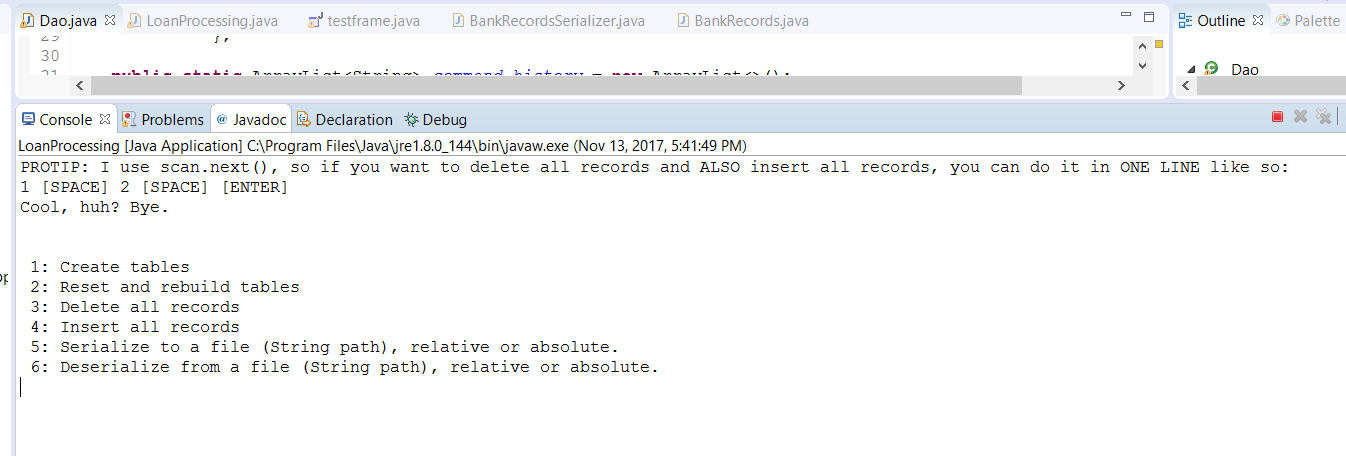 Dao.java LoanProcessing.java testframe.java BankRecordsSerializer.java BankRecords.java
Outline Palette
29 };
30
31 public static ArrayList<String> command_history = new ArrayList<>();
Dao
Console Problems @ Javadoc Declaration Debug
LoanProcessing [Java Application] C:\Program Files\Java\jre1.8.0_144\bin\javaw.exe (Nov 13, 2017, 5:41:49 PM)
PROTIP: I use scan.next(), so if you want to delete all records and ALSO insert all records, you can do it in ONE LINE like so:
1 [SPACE] 2 [SPACE] [ENTER]
Cool, huh? Bye.
1: Create tables
2: Reset and rebuild tables
3: Delete all records
4: Insert all records
5: Serialize to a file (String path), relative or absolute.
6: Deserialize from a file (String path), relative or absolute.